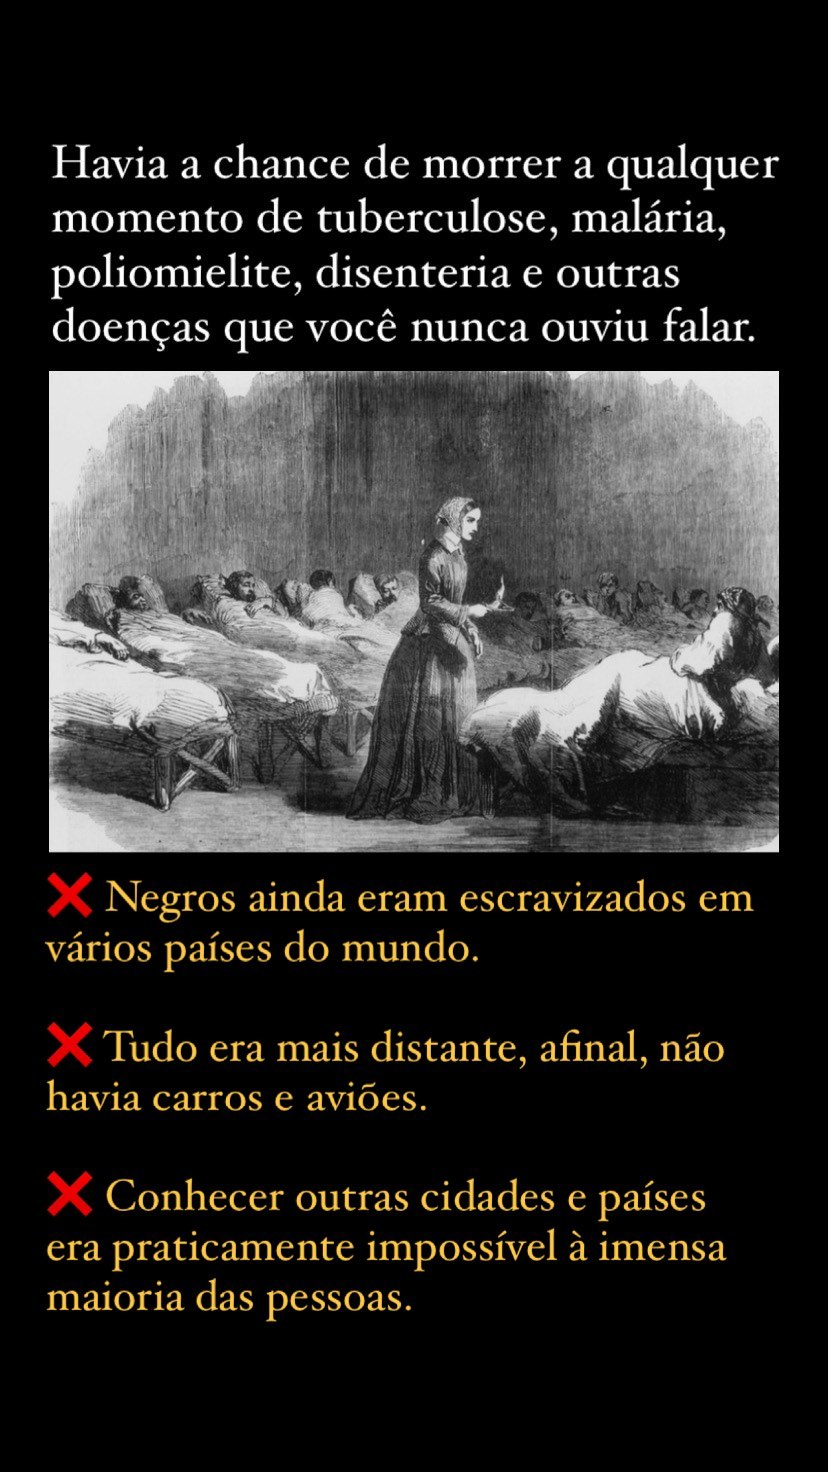 Havia a chance de morrer a qualquer
momento de tuberculose, malária,
poliomielite, disenteria e outras
doenças que você nunca ouviu falar.
❌ Negros ainda eram escravizados em
vários países do mundo.
❌ Tudo era mais distante, afinal, não
havia carros e aviões.
❌ Conhecer outras cidades e países
era praticamente impossível à imensa
maioria das pessoas.